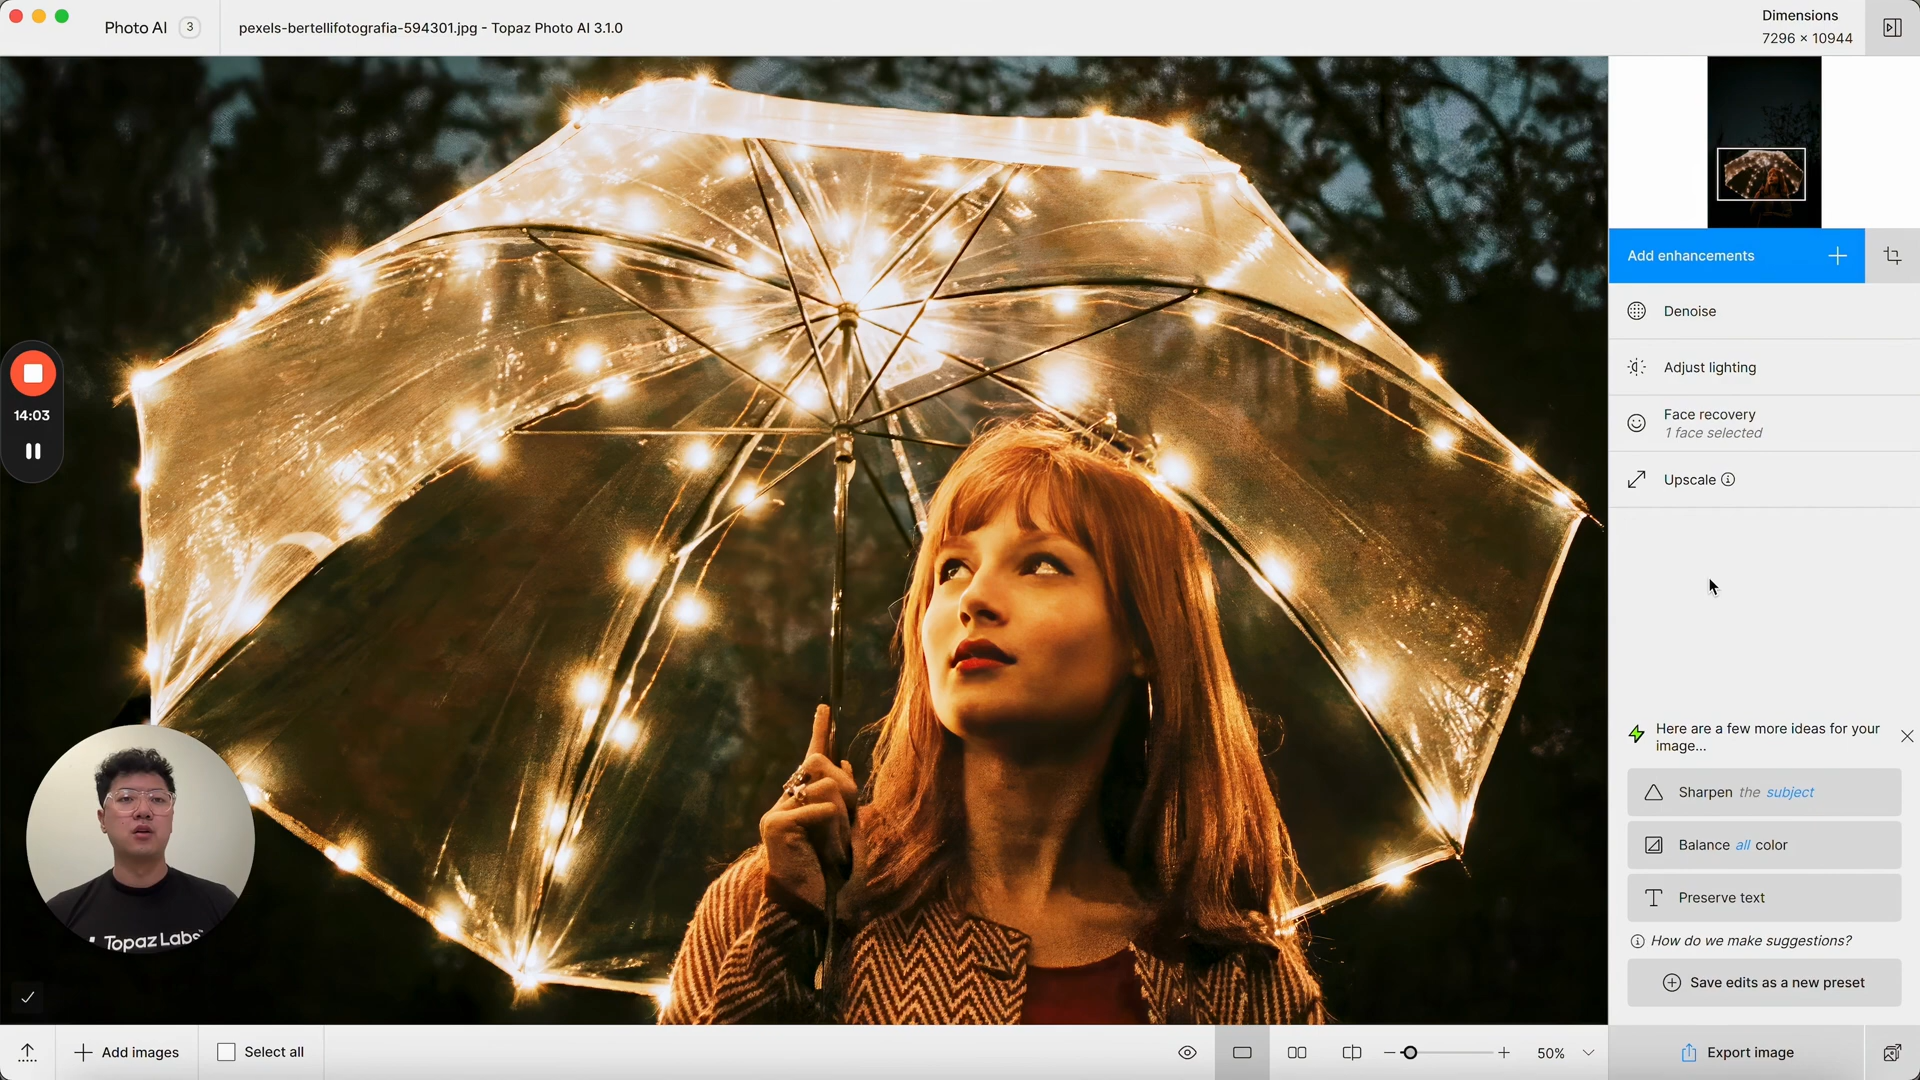 Photo AI 3
pexels-bertellifotografia-594301.jpg - Topaz Photo AI 3.1.0
Dimensions
7296 × 10944
Add enhancements
Denoise
Adjust lighting
Face recovery
1 face selected
Upscale
14:03
Here are a few more ideas for your
image...
Sharpen the subject
Balance all color
Preserve text
How do we make suggestions?
Save edits as a new preset
Topaz Labs
Add images
Select all
50%
Export image